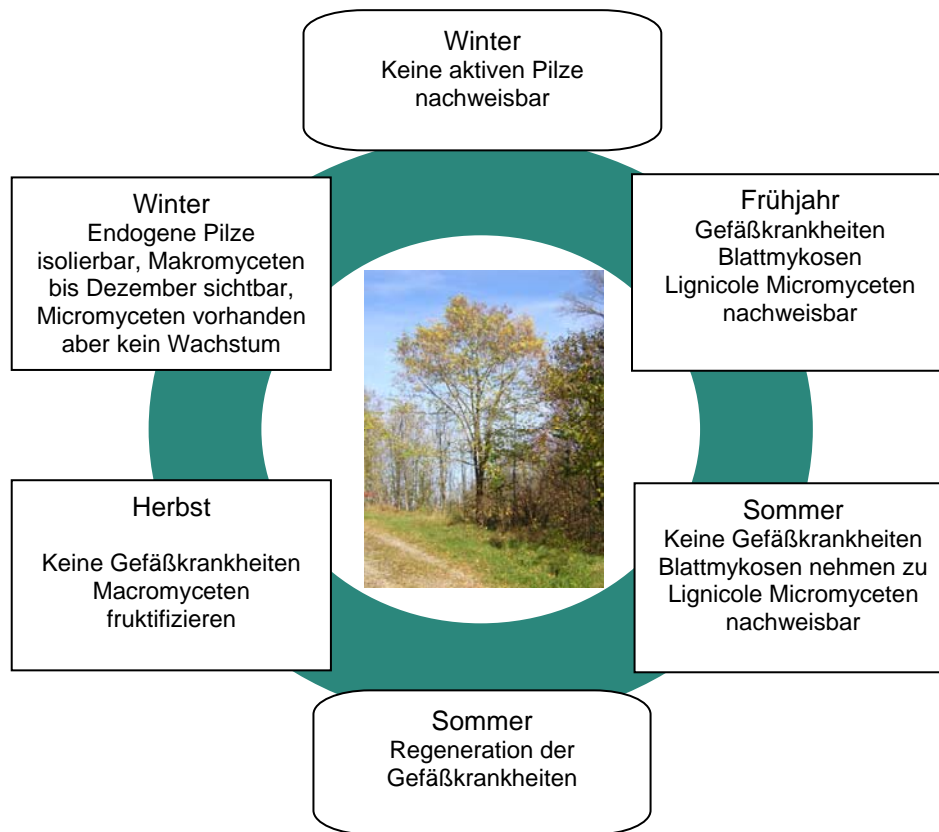 Winter
Keine aktiven Pilze
nachweisbar
Frühjahr
Gefäßkrankheiten
Blattmykosen
Lignicole Micromyceten
nachweisbar
Sommer
Keine Gefäßkrankheiten
Blattmykosen nehmen zu
Lignicole Micromyceten
nachweisbar
Sommer
Regeneration der
Gefäßkrankheiten
Herbst
Keine Gefäßkrankheiten
Macromyceten
fruktifizieren
Winter
Endogene Pilze
isolierbar, Makromyceten
bis Dezember sichtbar,
Micromyceten vorhanden
aber kein Wachstum